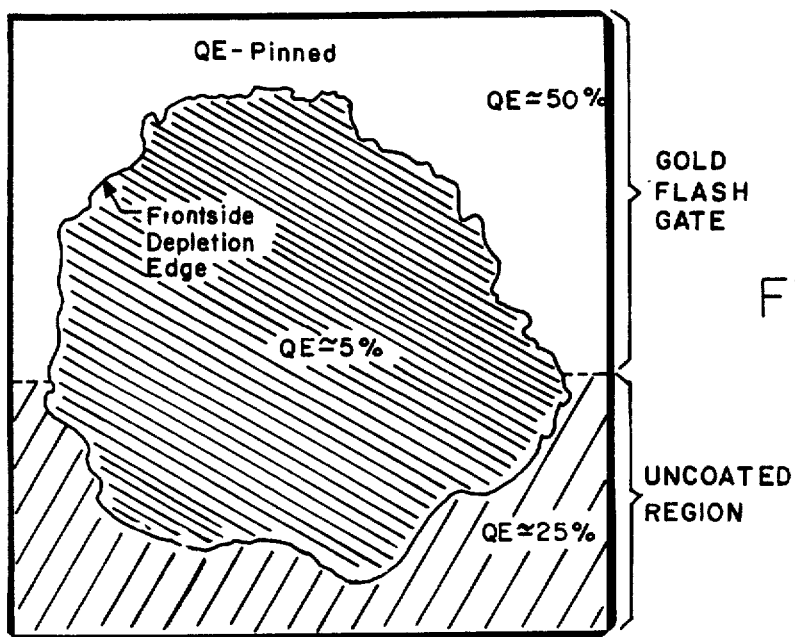 QE-Pinned
QE≃50%
GOLD
FLASH
GATE
Frontside
Depletion
Edge
F
QE≃5%
UNCOATED
REGION
QE≃25%